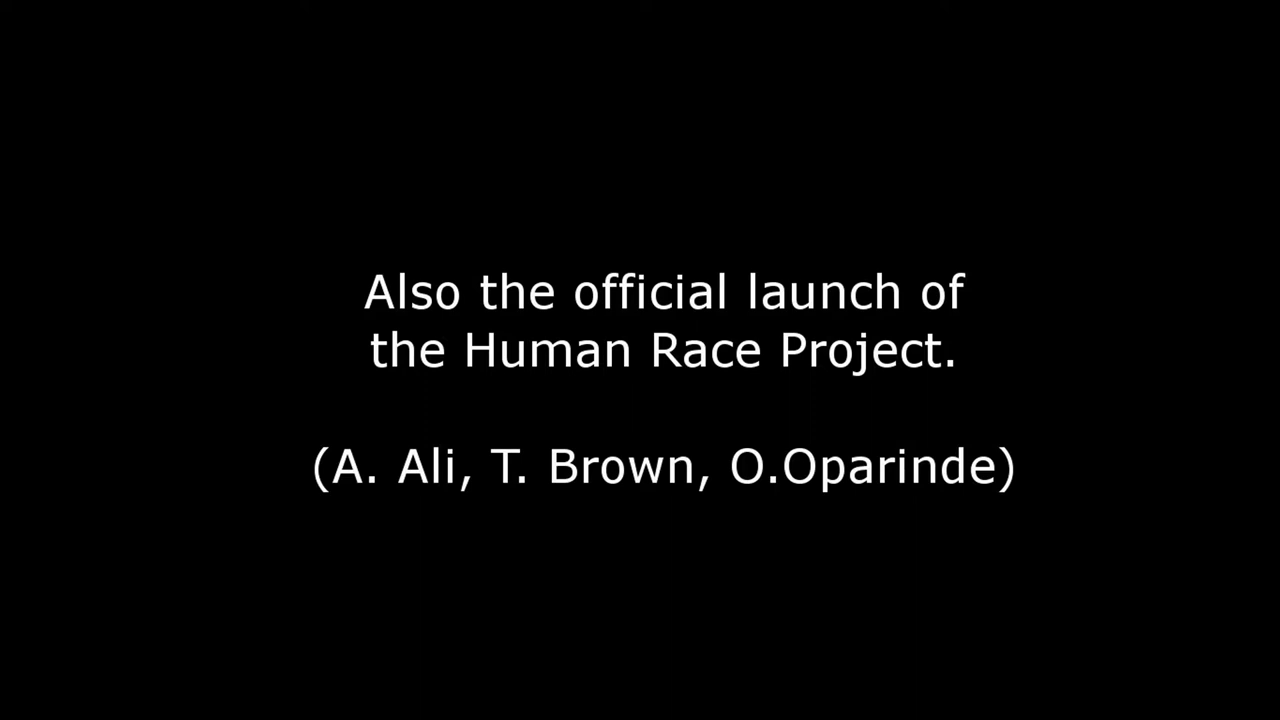 Also the official launch of
the Human Race Project.
(A. Ali, T. Brown, O.Oparinde)